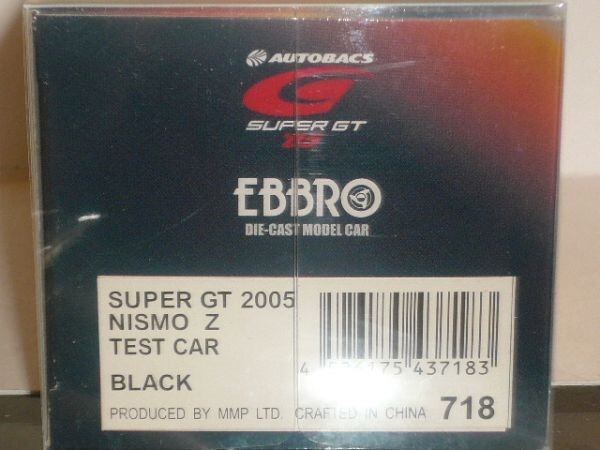 AUTOBACS
SUPER GT
EBBRO
DIE-CAST MODEL CAR
SUPER GT 2005
NISMO Z
TEST CAR
BLACK
437183
PRODUCED BY MMP LTD. CRAFTED IN CHINA 718